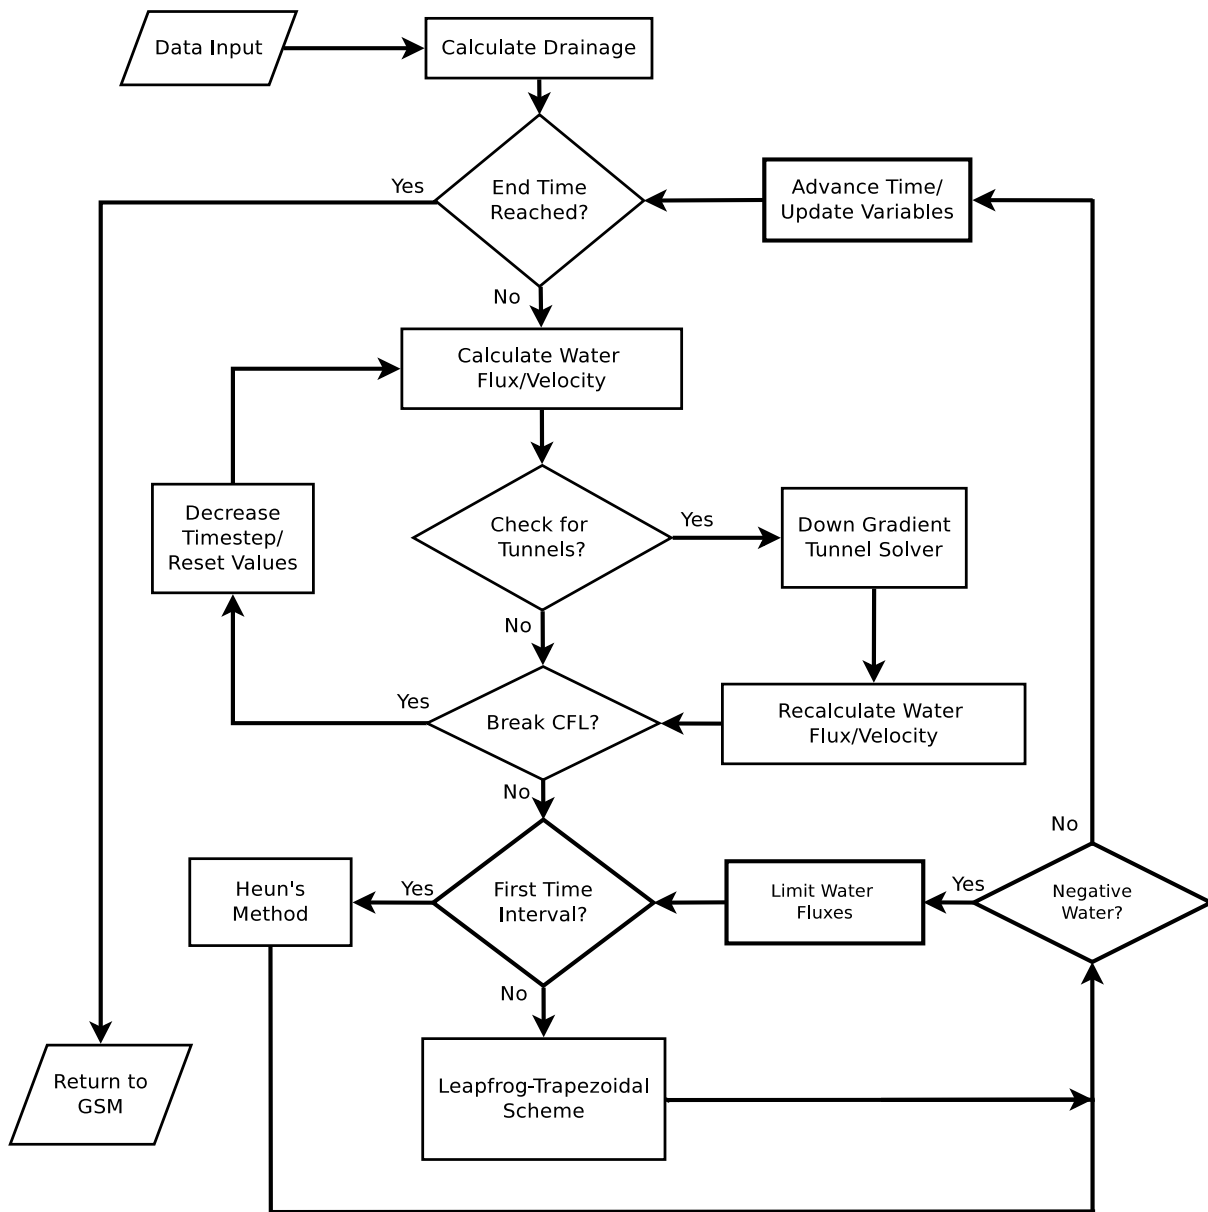 Data Input
Calculate Drainage
Yes
End Time
Reached?
Advance Time/
Update Variables
No
Calculate Water
Flux/Velocity
Decrease
Timestep/
Reset Values
Check for
Tunnels?
Yes
Down Gradient
Tunnel Solver
No
Yes
Break CFL?
Recalculate Water
Flux/Velocity
No
No
Heun's
Method
Yes
First Time
Interval?
Limit Water
Fluxes
Yes
Negative
Water?
No
Return to
GSM
Leapfrog-Trapezoidal
Scheme